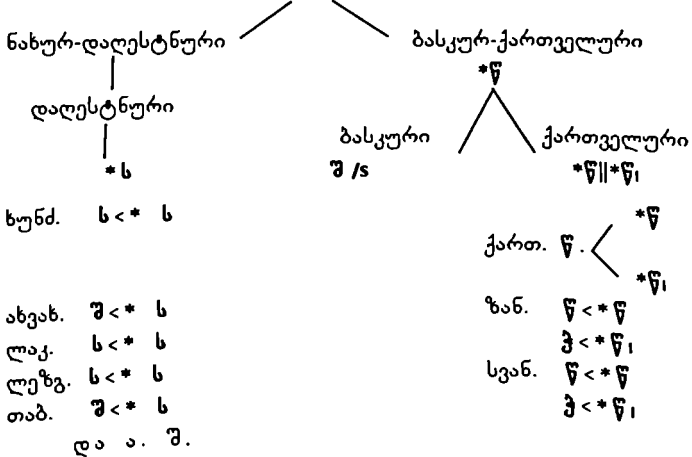 ნახურ-დაღესტნური ბასკურ-ქართველური
*წ
დაღესტნური
ბასკური ქართველური
*ს შ /s *წ||*წ₁
ხუნძ. ს < * ს *წ
ქართ. წ .
*წ₁
ახვახ. შ < * ს ზან. წ < * წ
ლაკ. ს < * ს ჭ < * წ₁
ლეზგ. ს < * ს სვან. წ < * წ
თაბ. შ < * ს ჭ < * წ₁
და ა. შ.